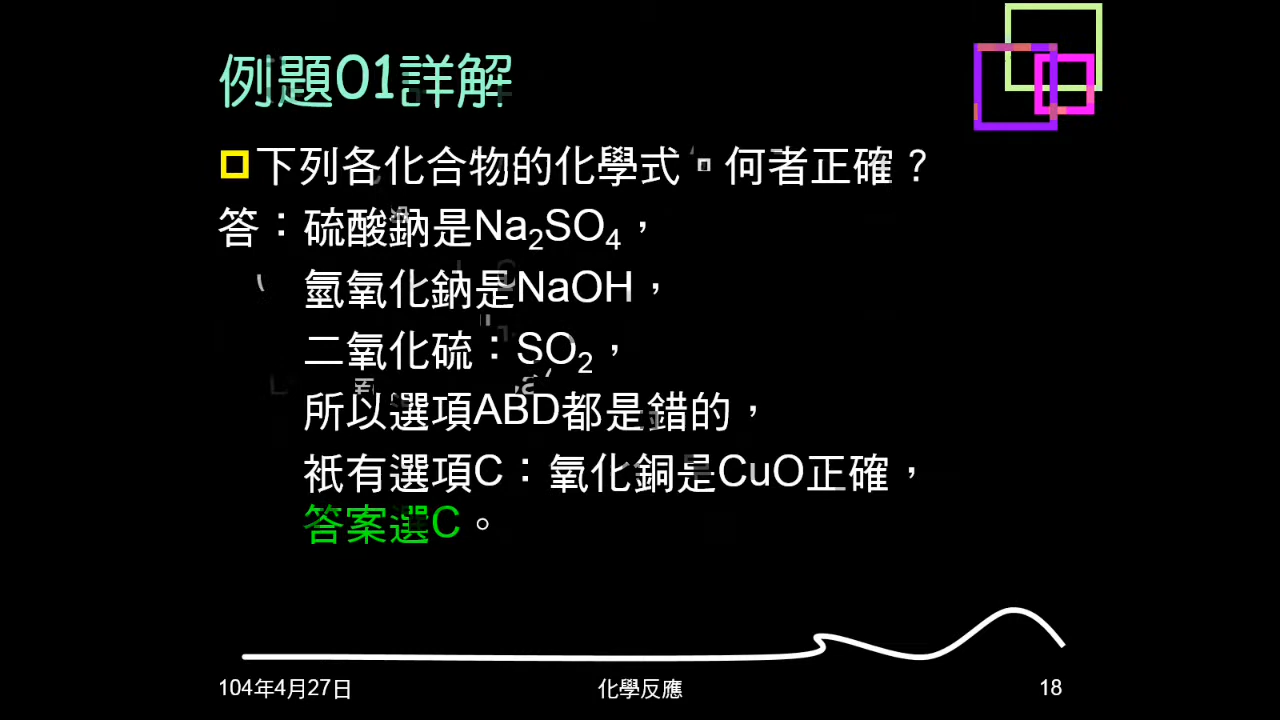 例題01詳解
下列各化合物的化學式，何者正確？
答：硫酸鈉是Na₂SO₄，
氫氧化鈉是NaOH，
二氧化硫：SO₂，
所以選項ABD都是錯的，
祇有選項C：氧化銅是CuO正確，
答案選C。
104年4月27日
化學反應
18